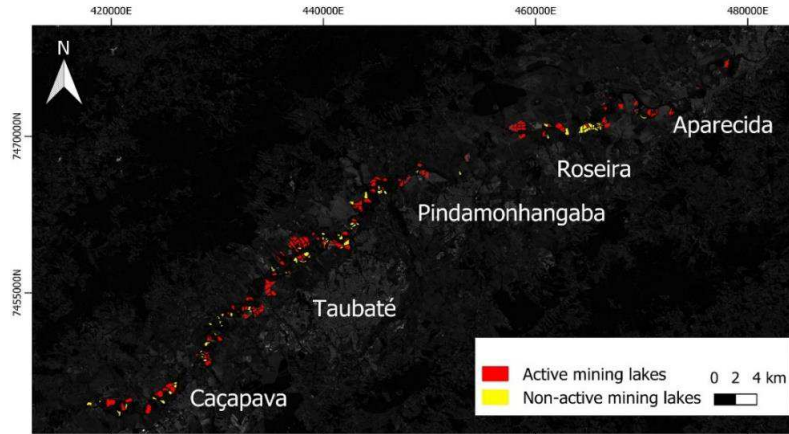 420000E 440000E 460000E 480000E
N
7470000N
7455000N
Aparecida
Roseira
Pindamonhangaba
Taubaté
Caçapava
Active mining lakes
Non-active mining lakes
0 2 4 km